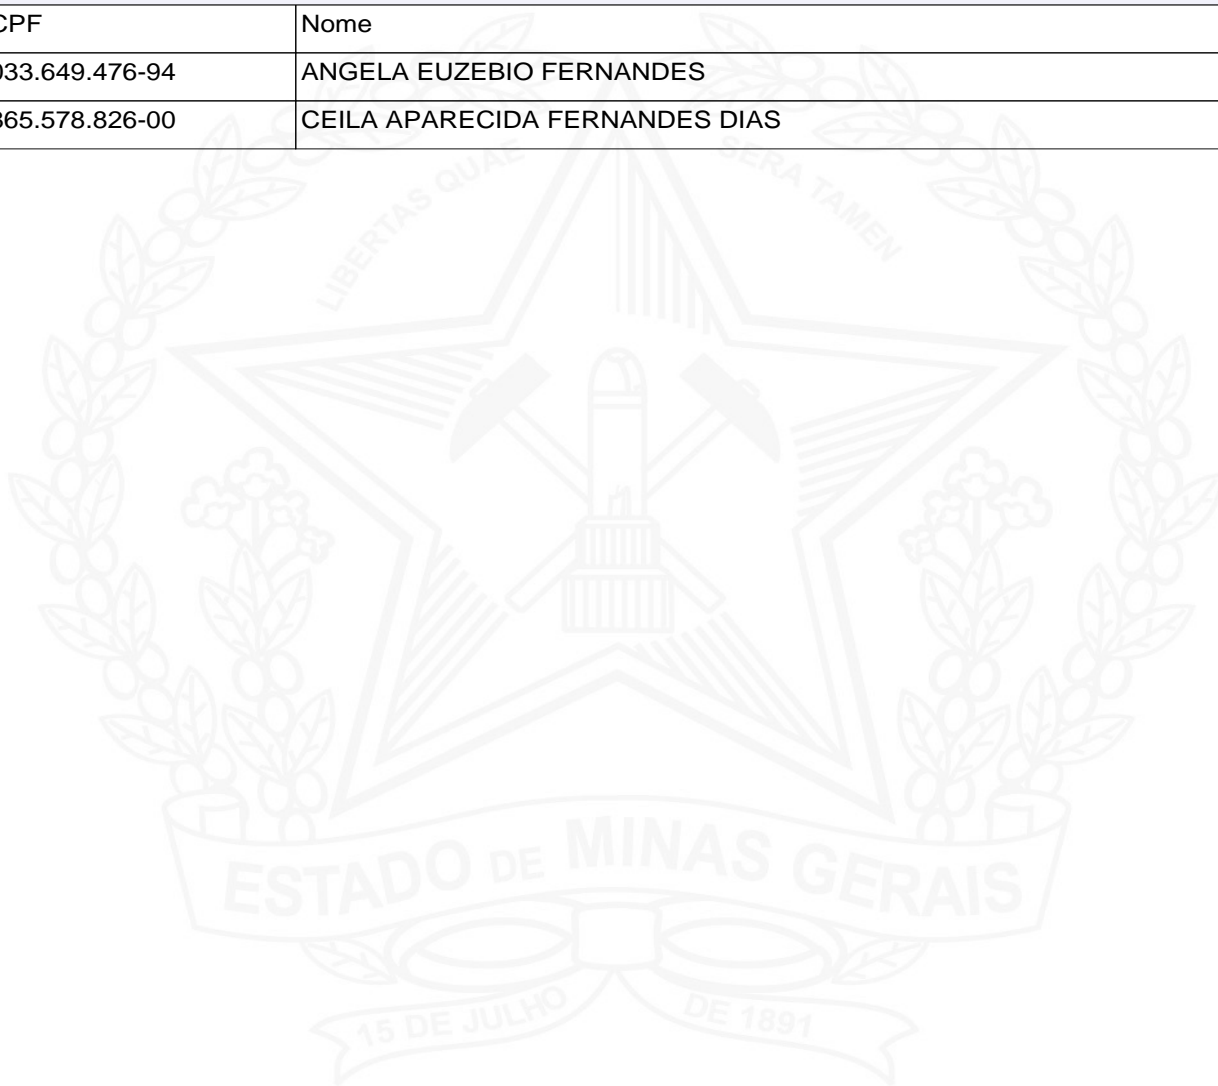 CPF Nome
033.649.476-94 ANGELA EUZEBIO FERNANDES
65.578.826-00 CEILA APARECIDA FERNANDES DIAS
LIBERTAS QUAE SERA TAMEN
ESTADO DE MINAS GERAIS
15 DE JULHO DE 1891